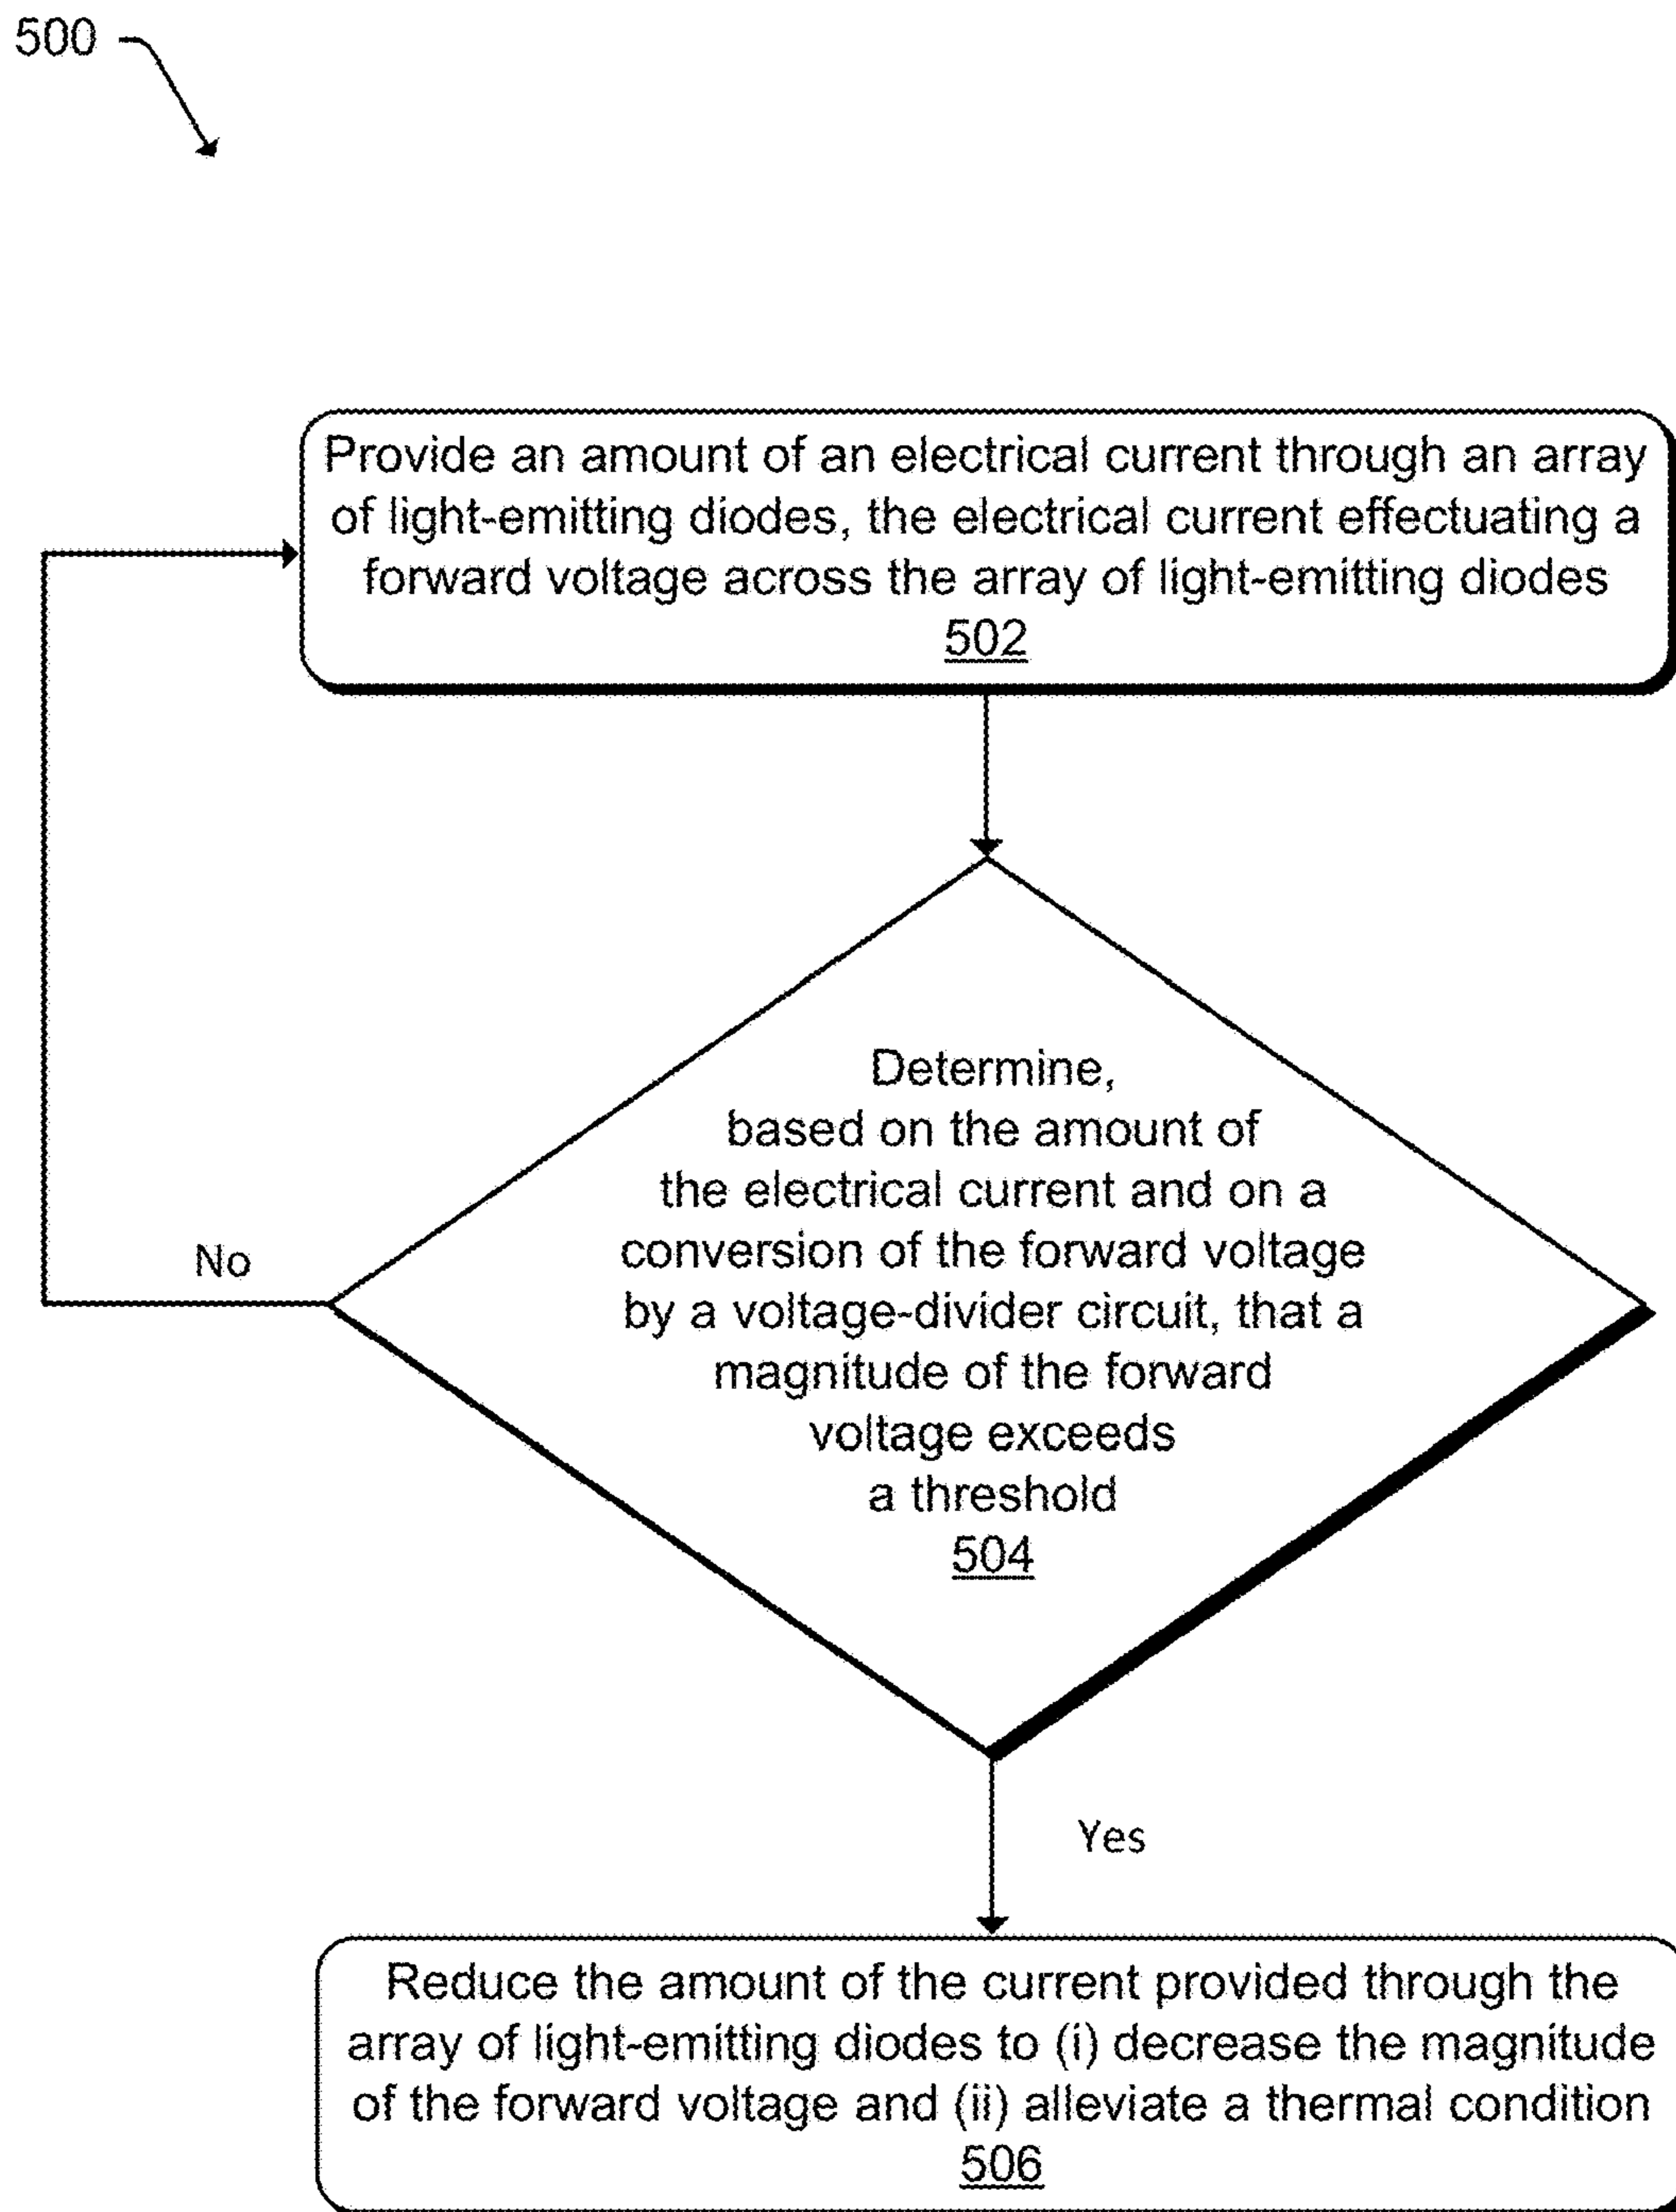 500
Provide an amount of an electrical current through an array
of light-emitting diodes, the electrical current effectuating a
forward voltage across the array of light-emitting diodes
502
Determine,
based on the amount of
the electrical current and on a
conversion of the forward voltage
by a voltage-divider circuit, that a
magnitude of the forward
voltage exceeds
a threshold
504
No
Yes
Reduce the amount of the current provided through the
array of light-emitting diodes to (i) decrease the magnitude
of the forward voltage and (ii) alleviate a thermal condition
506